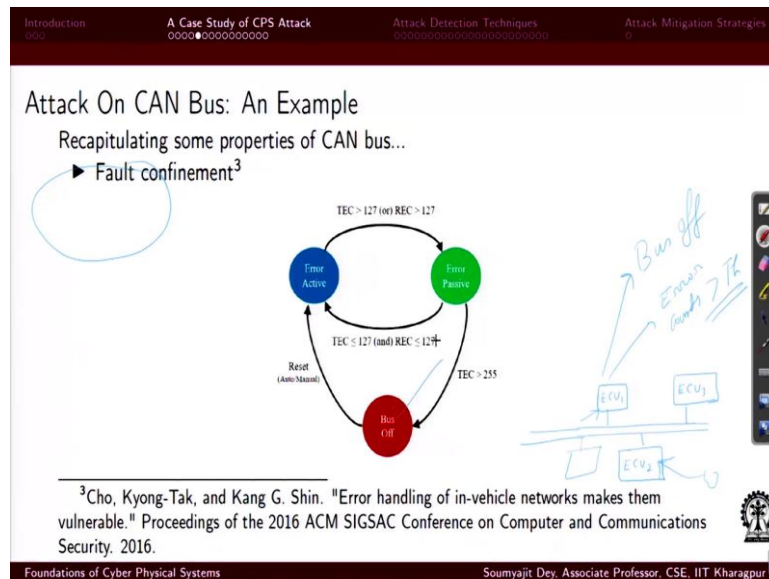 Introduction A Case Study of CPS Attack Attack Detection Techniques Attack Mitigation Strategies
Attack On CAN Bus: An Example
Recapitulating some properties of CAN bus...
▶ Fault confinement3
TEC > 127 (or) REC > 127
Error
Active
Error
Passive
TEC ≤ 127 (and) REC ≤ 127
Reset
(Auto/Manual)
TEC > 255
Bus
Off
Bus off
Error
counts > Th
ECU1
ECU3
ECU2
3Cho, Kyong-Tak, and Kang G. Shin. "Error handling of in-vehicle networks makes them
vulnerable." Proceedings of the 2016 ACM SIGSAC Conference on Computer and Communications
Security. 2016.
Foundations of Cyber Physical Systems Soumyajit Dey, Associate Professor, CSE, IIT Kharagpur